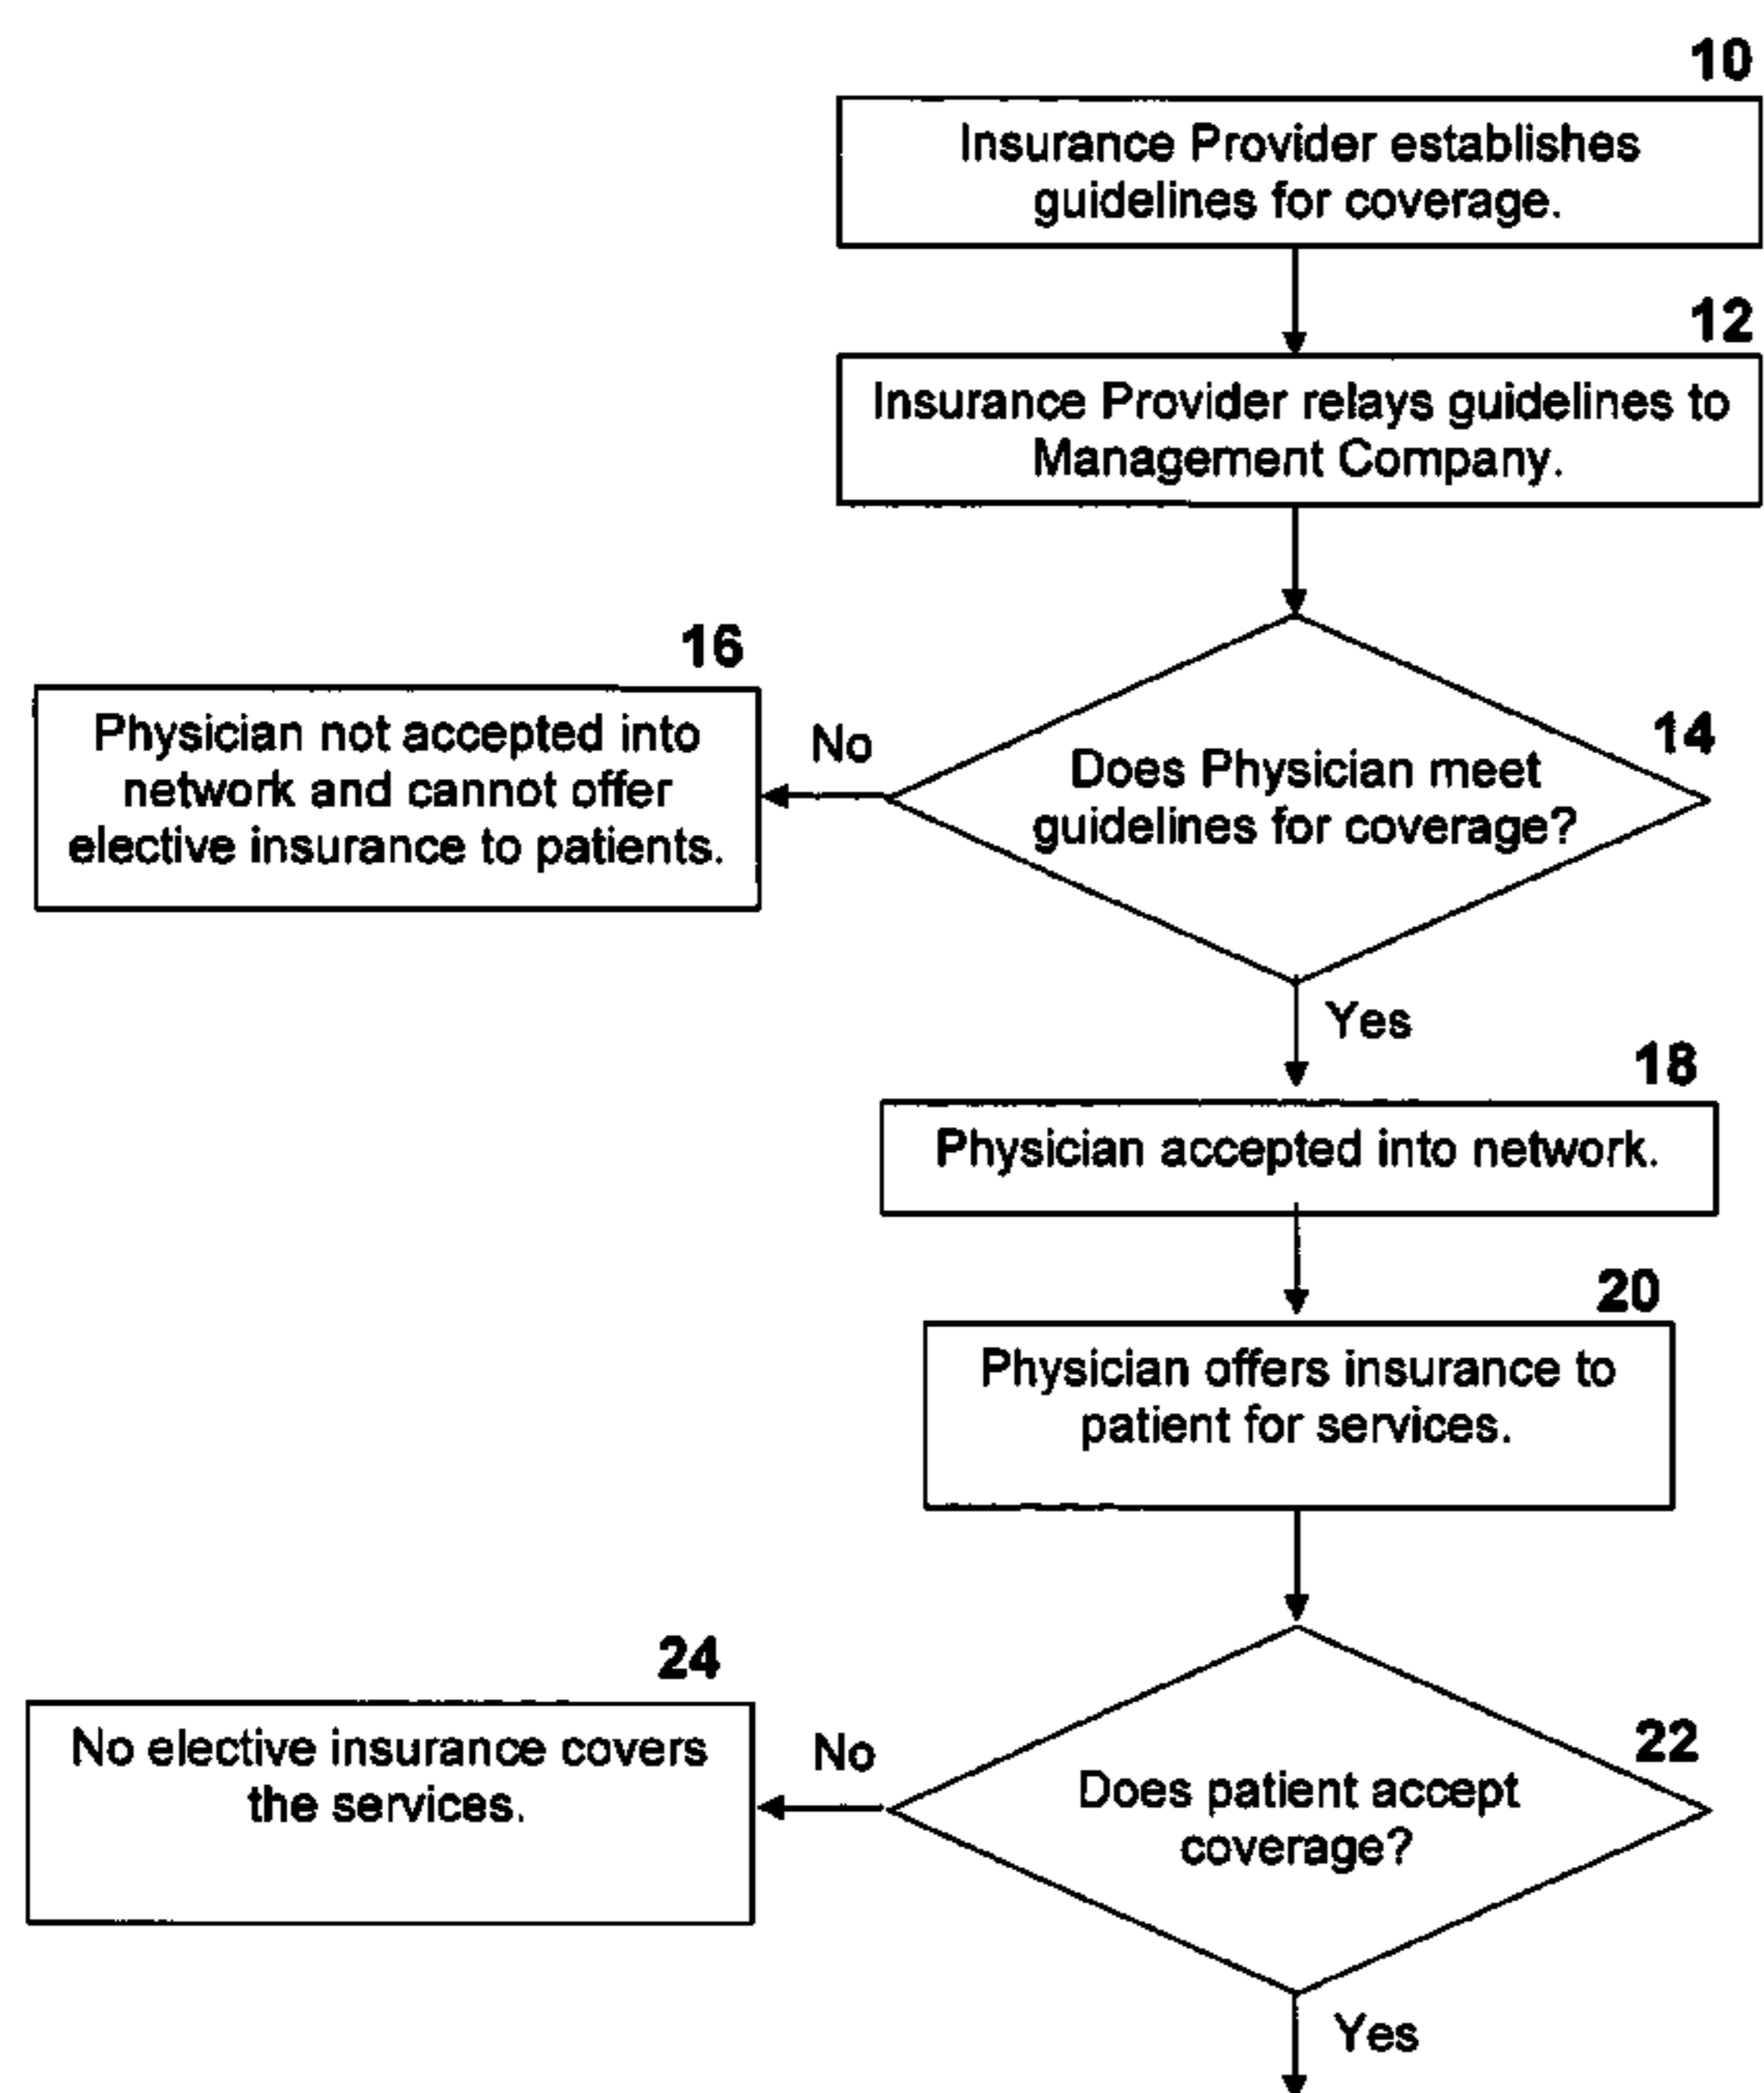 10
Insurance Provider establishes
guidelines for coverage.
12
Insurance Provider relays guidelines to
Management Company.
14
Does Physician meet
guidelines for coverage?
No
16
Physician not accepted into
network and cannot offer
elective insurance to patients.
Yes
18
Physician accepted into network.
20
Physician offers insurance to
patient for services.
22
Does patient accept
coverage?
No
24
No elective insurance covers
the services.
Yes